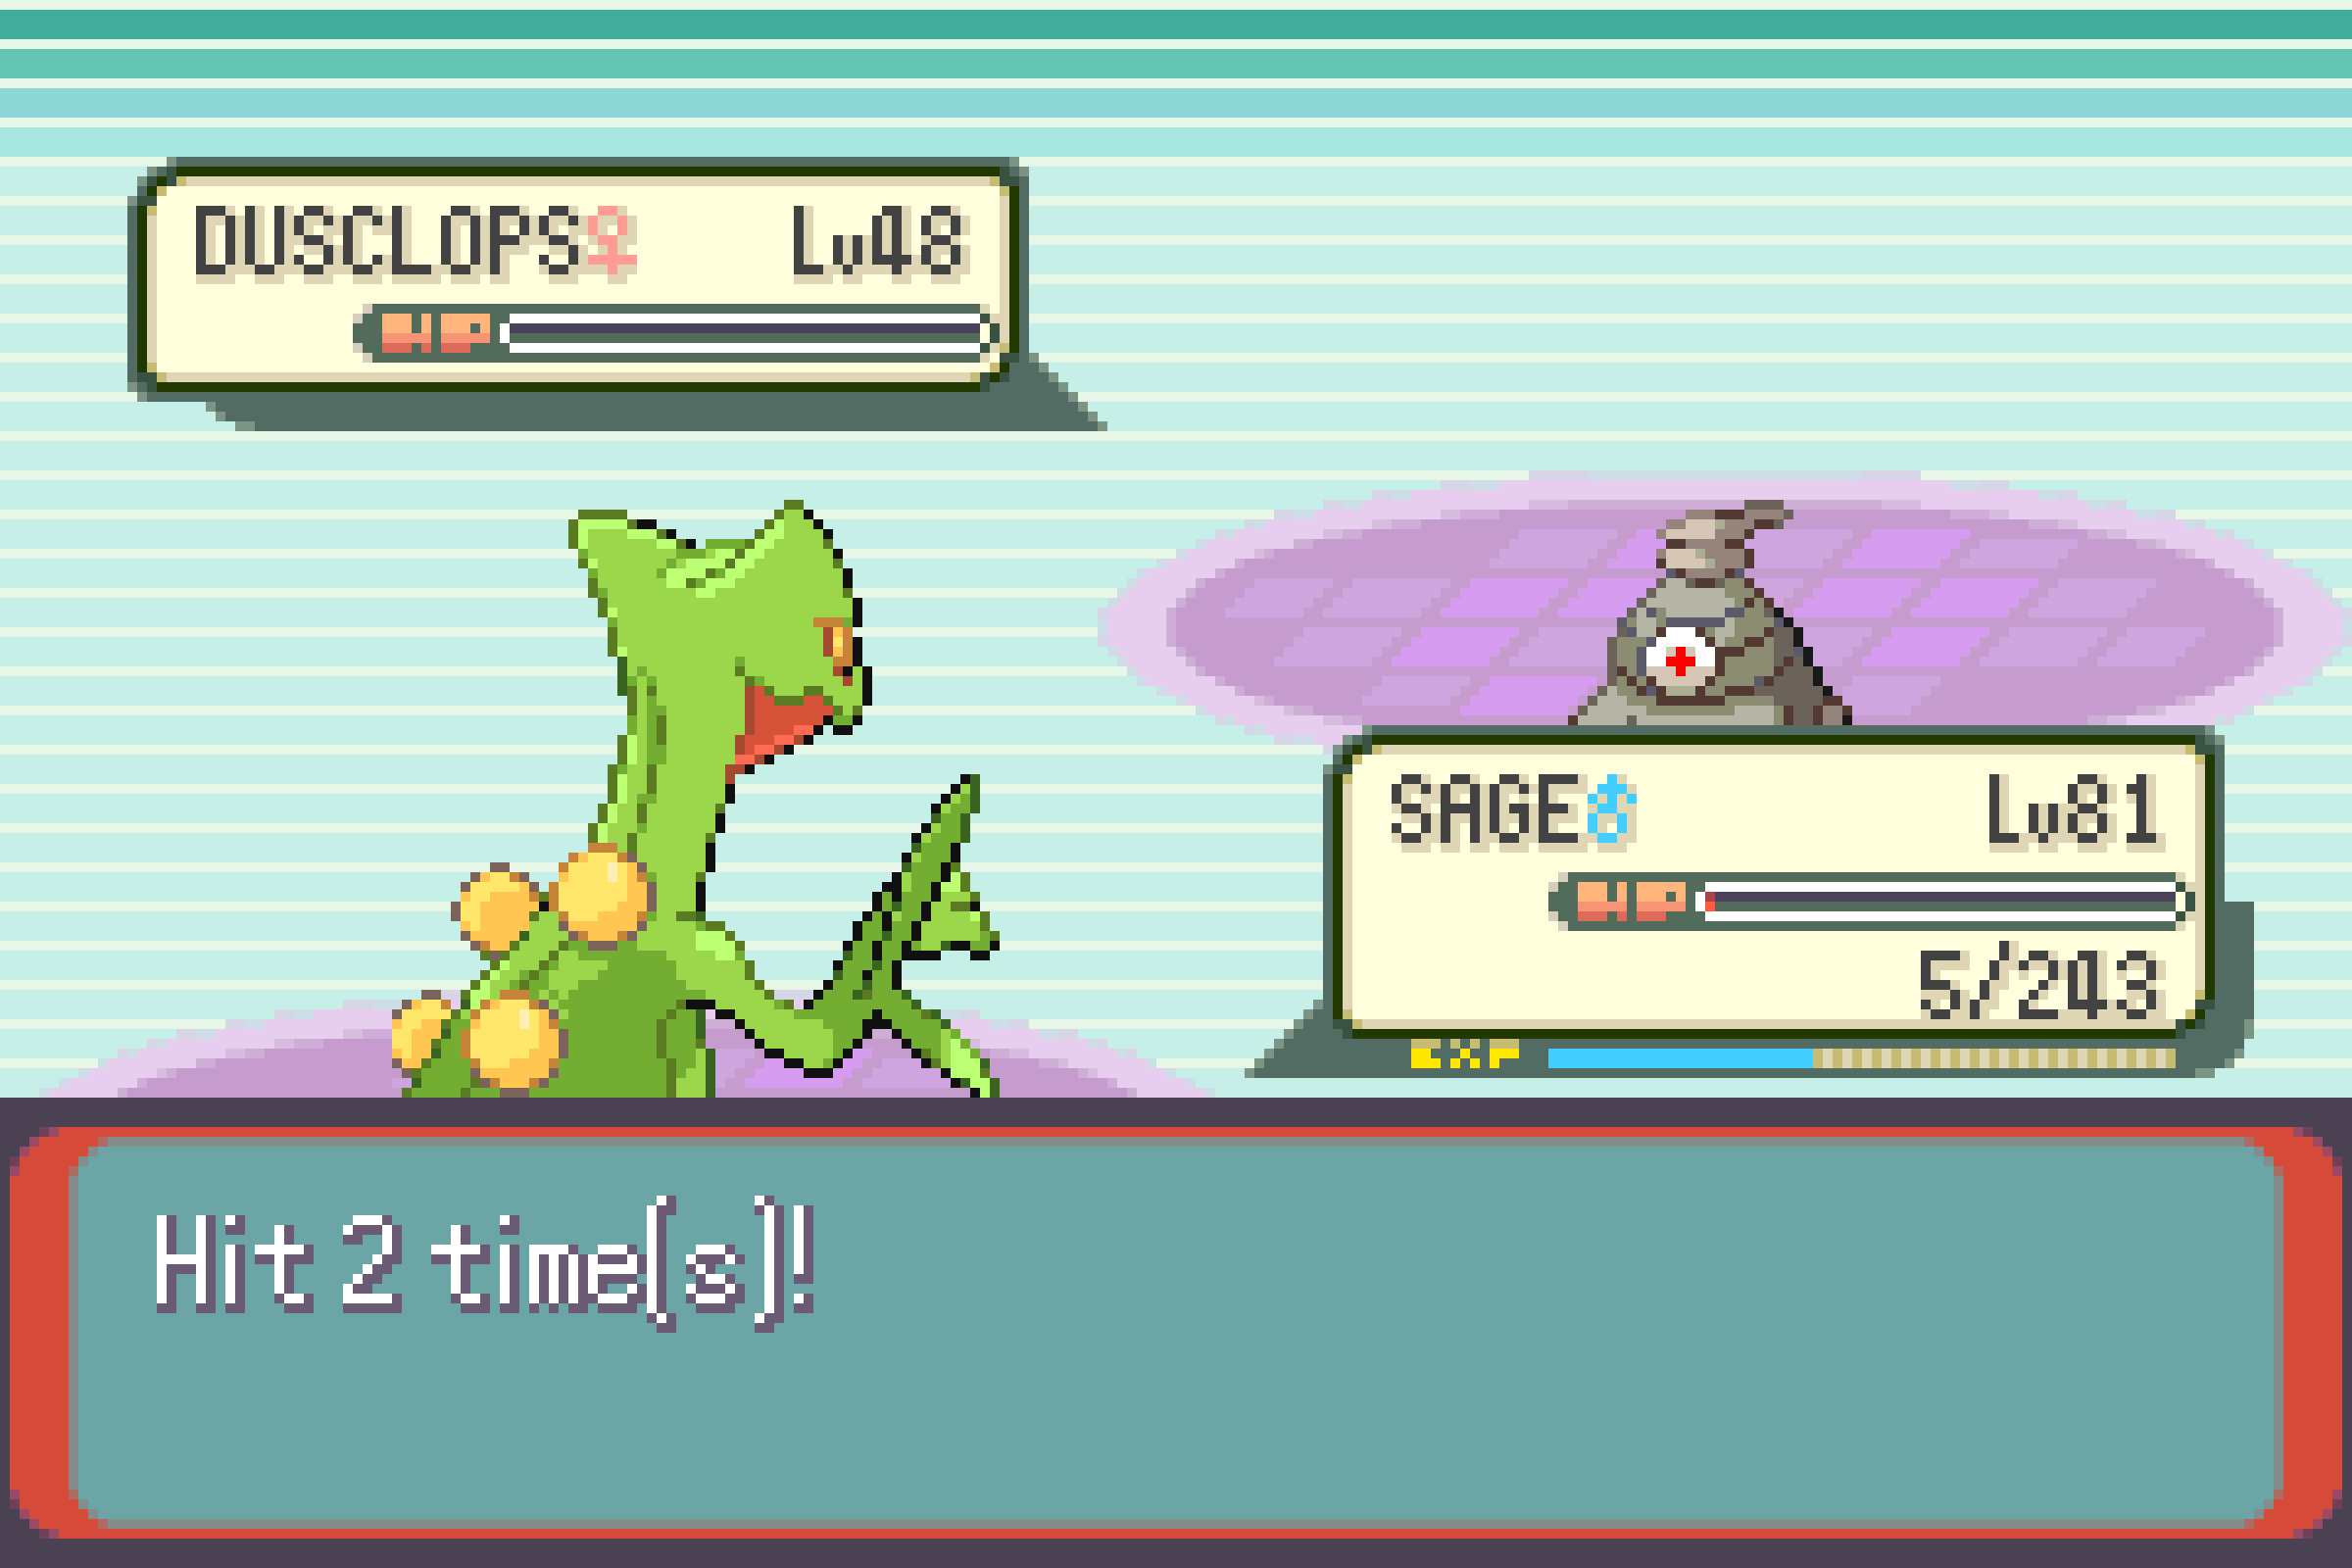 DUSCLOPS♀ Lv48
HP
SAGE♂ Lv81
HP
5/243
EXP
Hit 2 time(s)!